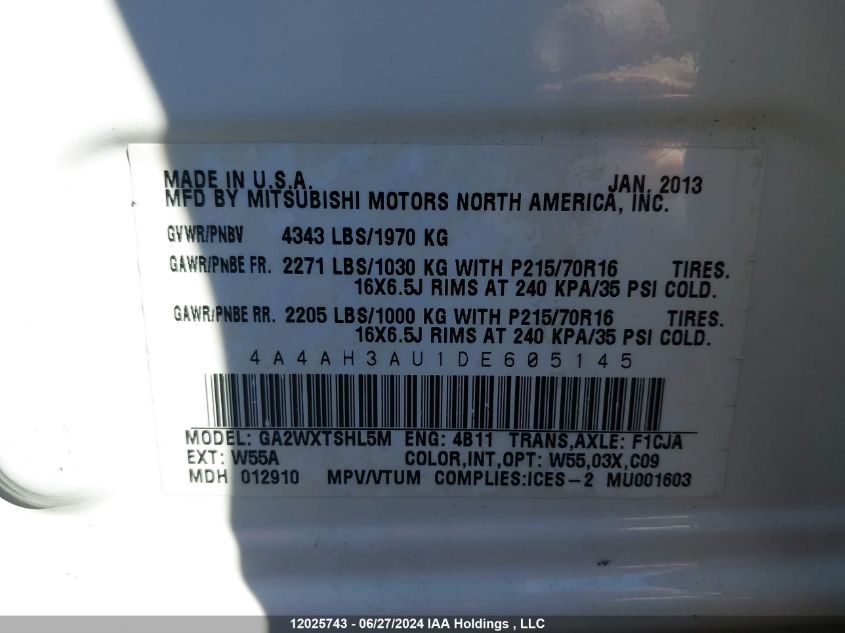 MADE IN U.S.A. JAN. 2013
MFD BY MITSUBISHI MOTORS NORTH AMERICA, INC.
GVWR/PNBV 4343 LBS/1970 KG
GAWR/PNBE FR. 2271 LBS/1030 KG WITH P215/70R16 TIRES.
16X6.5J RIMS AT 240 KPA/35 PSI COLD.
GAWR/PNBE RR. 2205 LBS/1000 KG WITH P215/70R16 TIRES.
16X6.5J RIMS AT 240 KPA/35 PSI COLD.
4A4AH3AU1DE605145
MODEL: GA2WXTSHL5M ENG: 4B11 TRANS,AXLE: F1CJA
EXT: W55A COLOR,INT,OPT: W55,03X,C09
MDH 012910 MPV/VTUM COMPLIES:ICES-2 MU001603
12025743 - 06/27/2024 IAA Holdings , LLC